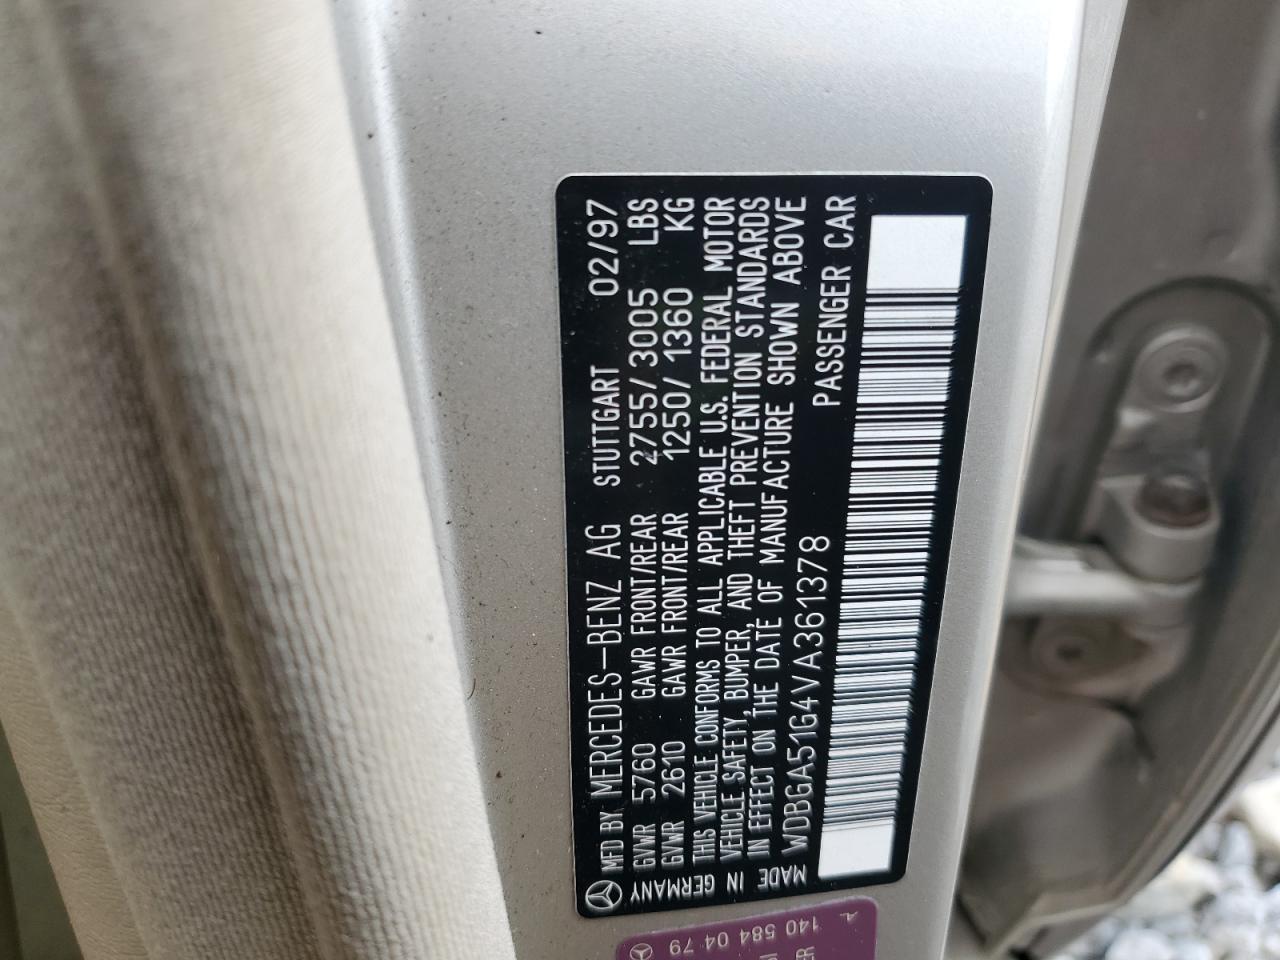 MFD BY MERCEDES-BENZ AG STUTTGART 02/97
GVWR 5760 GAWR FRONT/REAR 2755/3005 LBS
GVWR 2610 GAWR FRONT/REAR 1250/1360 KG
THIS VEHICLE CONFORMS TO ALL APPLICABLE U.S. FEDERAL MOTOR
VEHICLE SAFETY, BUMPER, AND THEFT PREVENTION STANDARDS
IN EFFECT ON THE DATE OF MANUFACTURE SHOWN ABOVE
WDBGA51G4VA361378 PASSENGER CAR
MADE IN GERMANY
140 584 04 79